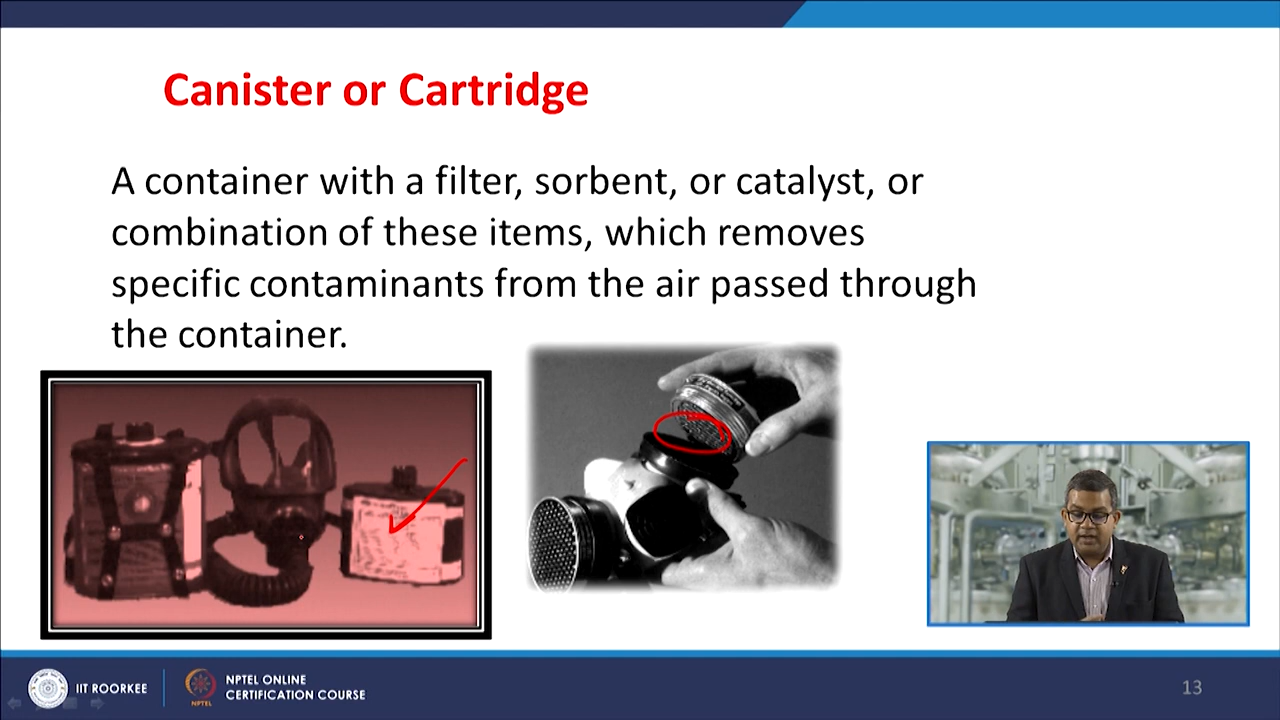 Canister or Cartridge
A container with a filter, sorbent, or catalyst, or
combination of these items, which removes
specific contaminants from the air passed through
the container.
IIT ROORKEE
NPTEL
NPTEL ONLINE
CERTIFICATION COURSE
13